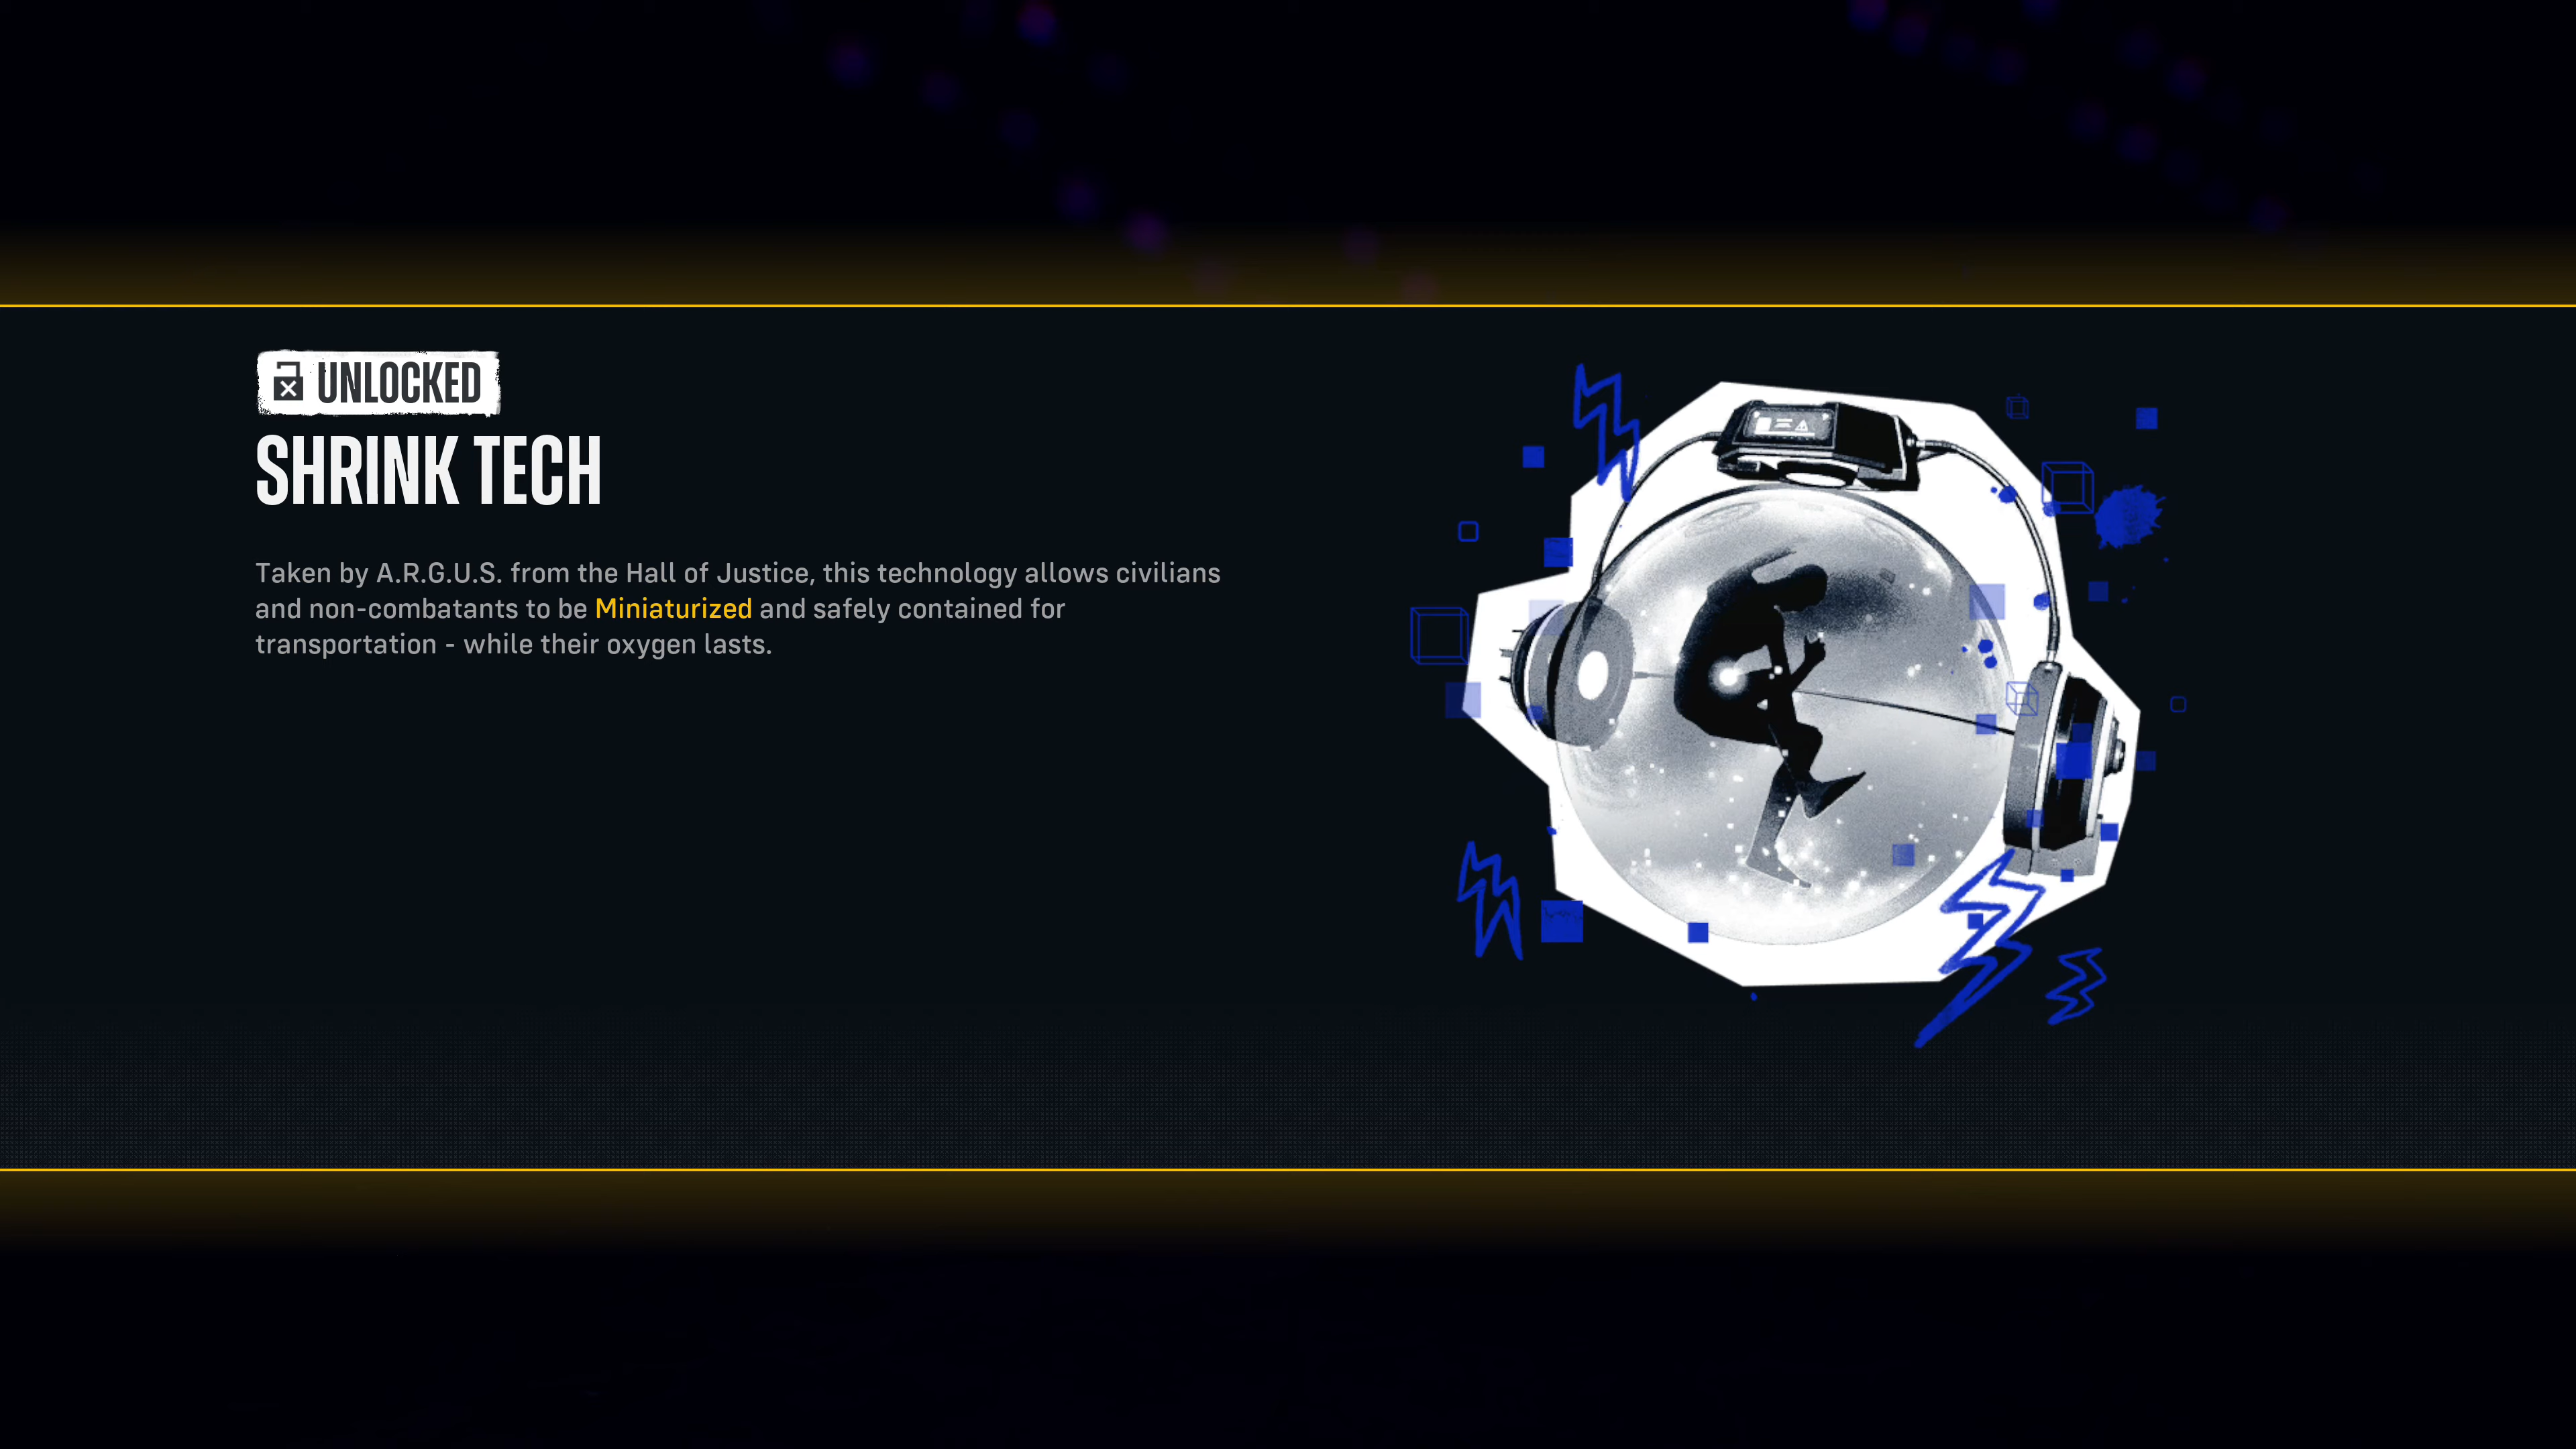 UNLOCKED
SHRINK TECH
Taken by A.R.G.U.S. from the Hall of Justice, this technology allows civilians
and non-combatants to be Miniaturized and safely contained for
transportation - while their oxygen lasts.